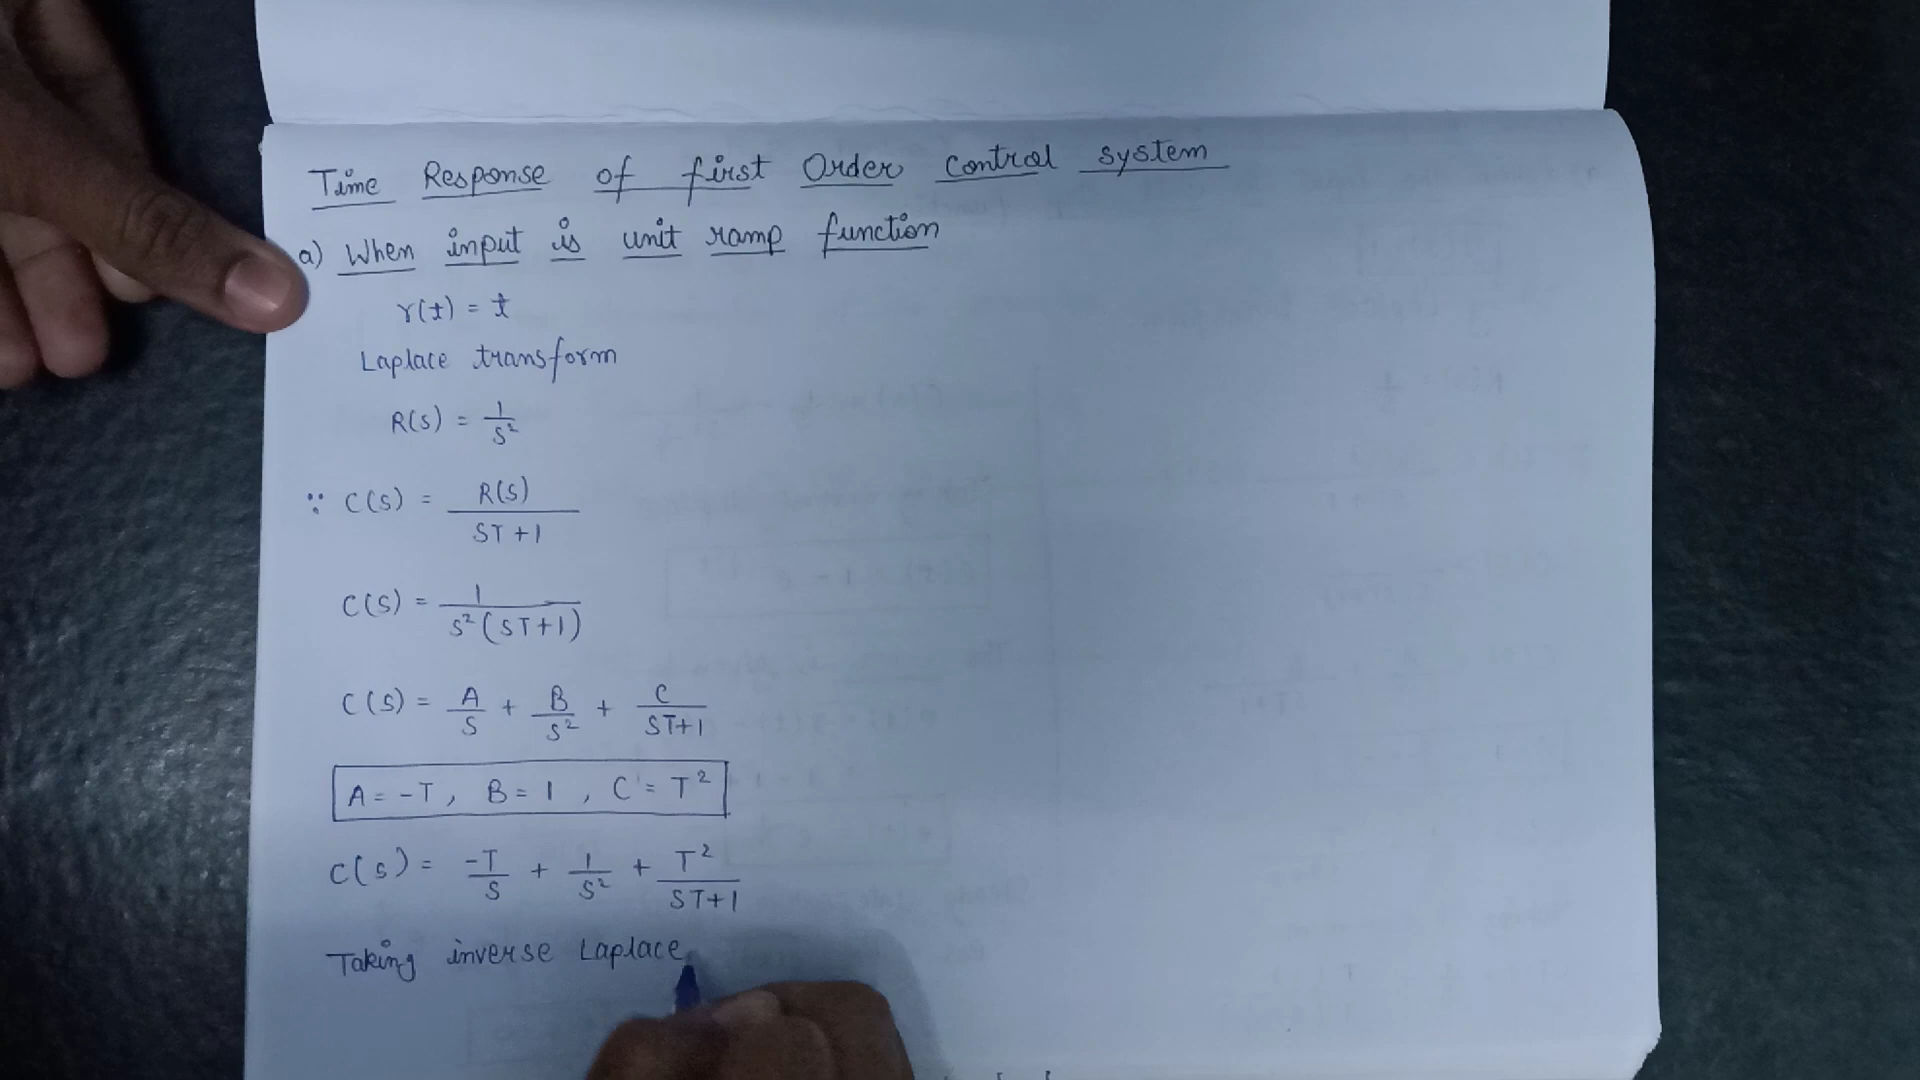 Time Response of first Order control system
a) When input is unit ramp function
r(t) = t
Laplace transform
R(s) = 1/s²
∵ C(s) = R(s)/(ST+1)
C(s) = 1/(s²(ST+1))
C(s) = A/S + B/s² + C/(ST+1)
A = -T, B = 1, C = T²
C(s) = -T/S + 1/s² + T²/(ST+1)
Taking inverse Laplace